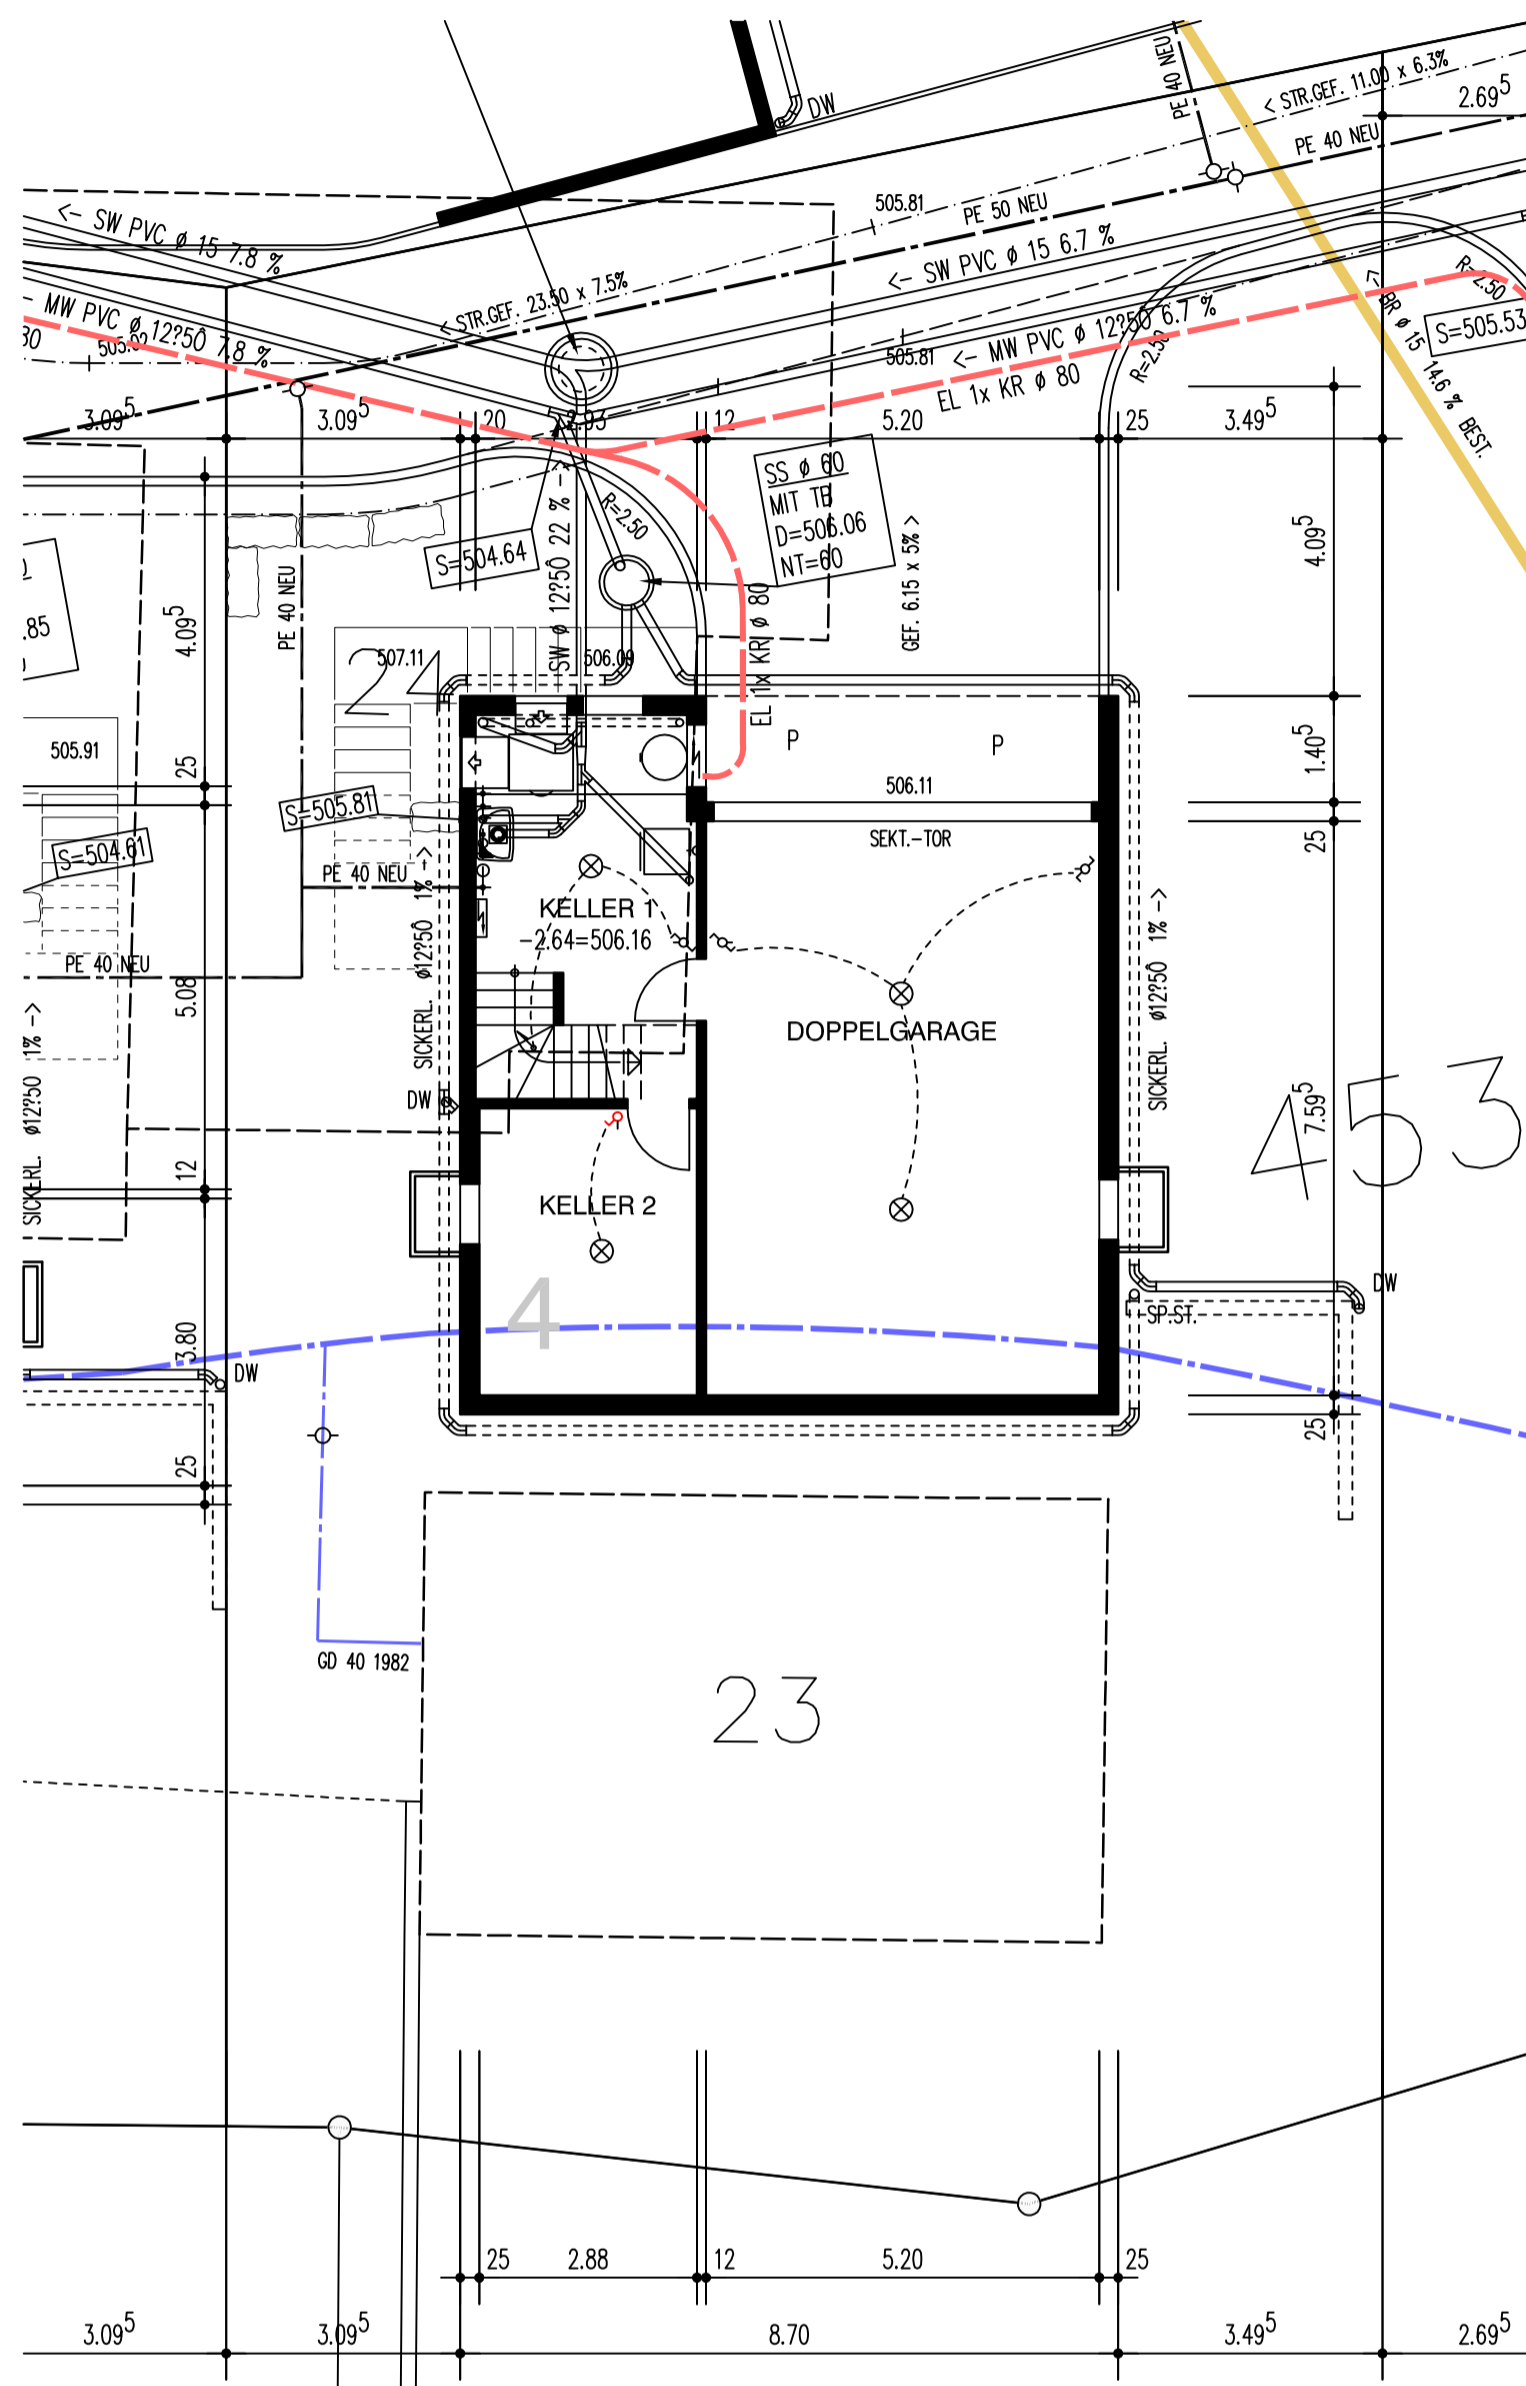 DW
PE 40 NEU
< STR.GEF. 11.00 x 6.3%
2.69⁵
PE 40 NEU
505.81
PE 50 NEU
<- SW PVC ø 15 7.8 %
<- SW PVC ø 15 6.7 %
< STR.GEF. 23.50 x 7.5%
R=2.50
S=505.53
- MW PVC ø 12?50 7.8 %
<- MW PVC ø 12?50 6.7 %
<- BR ø 15 14.6 % BEST.
505.81
R=2.50
EL 1x KR ø 80
3.09⁵
3.09⁵
20
2.93
12
5.20
25
3.49⁵
SS ø 60
MIT TB
D=506.06
NT=60
R=2.50
S=504.64
SW ø 12?50 22 % ->
GEF. 6.15 x 5% >
4.09⁵
4.09⁵
PE 40 NEU
.85
EL 1x KR ø 80
24
507.11
506.09
505.91
25
P
P
1.40⁵
506.11
S=505.81
SEKT.-TOR
25
S=504.61
PE 40 NEU
KELLER 1
-2.64=506.16
SICKERL. ø12?50 1% ->
SICKERL. ø12?50 1% ->
PE 40 NEU
5.08
DOPPELGARAGE
SICKERL. ø12?50 1% ->
DW
453
7.59⁵
12
KELLER 2
4
DW
SP.ST.
3.80
DW
25
25
GD 40 1982
23
25
2.88
12
5.20
25
3.09⁵
3.09⁵
8.70
3.49⁵
2.69⁵